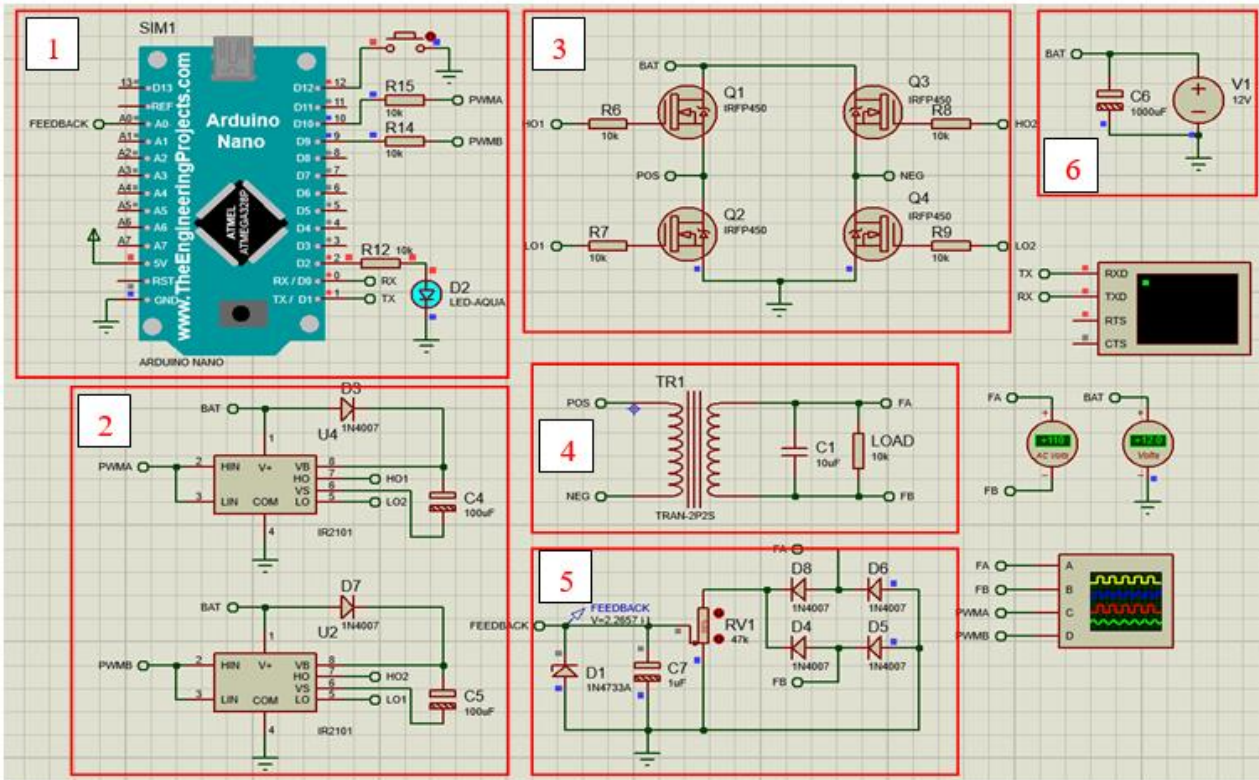 1
SIM1
www.TheEngineeringProjects.com
Arduino
Nano
ATMEL
ATMEGA328P
ARDUINO NANO
FEEDBACK
13
D13
REF
A0
A0
A1
A1
A2
A2
A3
A3
A4
A4
A5
A5
A6
A6
A7
A7
5V
RST
GND
D12
12
D11
11
D10
10
D9
9
D8
8
D7
7
D6
6
D5
5
D4
4
D3
3
D2
2
RX / D0
0
TX / D1
1
R15
10k
PWMA
R14
10k
PWMB
R12
10k
RX
TX
D2
LED-AQUA
2
BAT
D3
1N4007
U4
1
PWMA
2
HIN
V+
VB
8
HO
7
HO1
VS
6
3
LIN
COM
LO
5
LO2
4
IR2101
C4
100uF
BAT
D7
1N4007
U2
1
PWMB
2
HIN
V+
VB
8
HO
7
HO2
VS
6
3
LIN
COM
LO
5
LO1
4
IR2101
C5
100uF
3
BAT
Q1
IRFP450
Q3
IRFP450
HO1
R6
10k
R8
10k
HO2
POS
NEG
Q2
IRFP450
Q4
IRFP450
LO1
R7
10k
R9
10k
LO2
4
TR1
POS
NEG
TRAN-2P2S
C1
10uF
LOAD
10k
FA
FB
5
FEEDBACK
FEEDBACK
D1
1N4733A
C7
1uF
RV1
47k
FA
D8
1N4007
D6
1N4007
D4
1N4007
D5
1N4007
FB
6
BAT
C6
1000uF
V1
12V
TX
RXD
RX
TXD
RTS
CTS
FA
+110
AC Volts
FB
BAT
+12.0
Volts
FA
A
FB
B
PWMA
C
PWMB
D